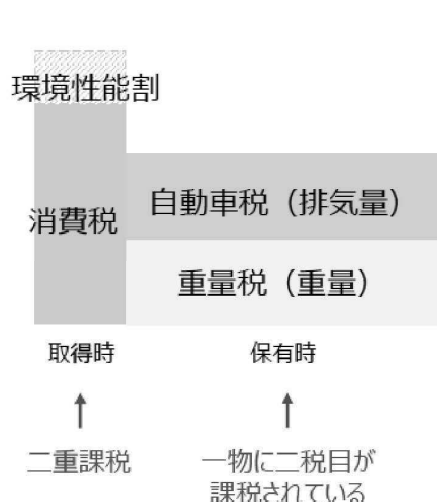 環境性能割
消費税
自動車税（排気量）
重量税（重量）
取得時
保有時
↑
↑
二重課税
一物に二税目が
課税されている